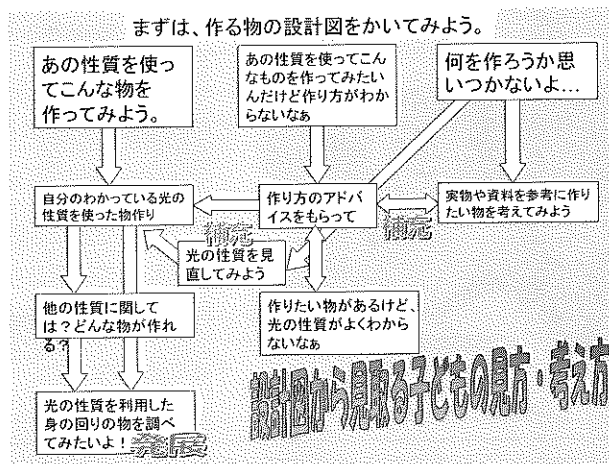 まずは、作る物の設計図をかいてみよう。
あの性質を使っ
てこんな物を
作ってみよう。
あの性質を使ってこん
なものを作ってみたい
んだけど作り方がわか
らないなぁ
何を作ろうか思
いつかないよ…
自分のわかっている光の
性質を使った物作り
作り方のアドバ
イスをもらって
実物や資料を参考に作り
たい物を考えてみよう
補充
補充
光の性質を見
直してみよう
他の性質に関して
は？どんな物が作れ
る？
作りたい物があるけど、
光の性質がよくわから
ないなぁ
光の性質を利用した
身の回りの物を調べ
てみたいよ！
発展
設計図から見取る子どもの見方・考え方